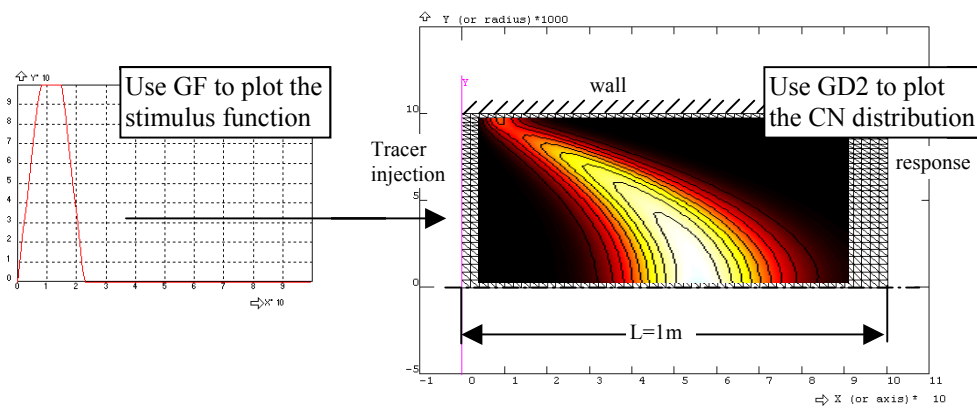 Y (or radius)*1000
Y* 10
Use GF to plot the
stimulus function
9
8
7
6
5
4
3
2
1
0
0 1 2 3 4 5 6 7 8 9
X* 10
Tracer
injection
Y
wall
Use GD2 to plot
the CN distribution
response
10
5
0
-5
L=1m
-1 0 1 2 3 4 5 6 7 8 9 10 11
X (or axis)* 10